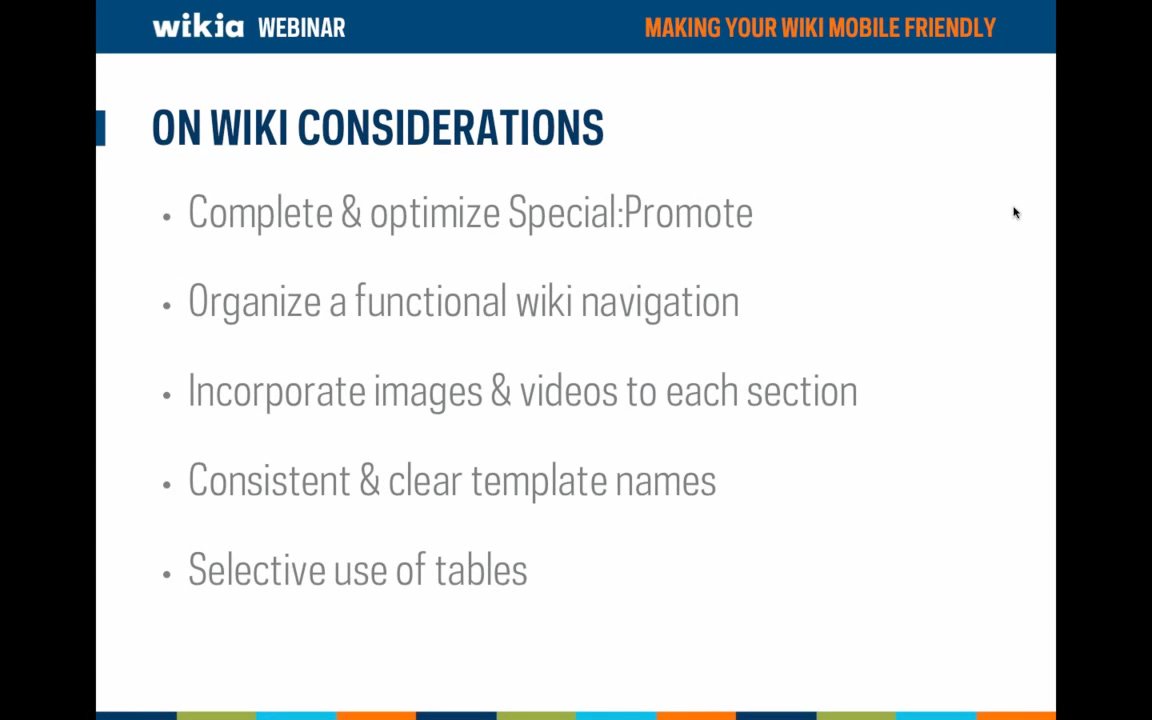 wikia WEBINAR MAKING YOUR WIKI MOBILE FRIENDLY
ON WIKI CONSIDERATIONS
• Complete & optimize Special:Promote
• Organize a functional wiki navigation
• Incorporate images & videos to each section
• Consistent & clear template names
• Selective use of tables